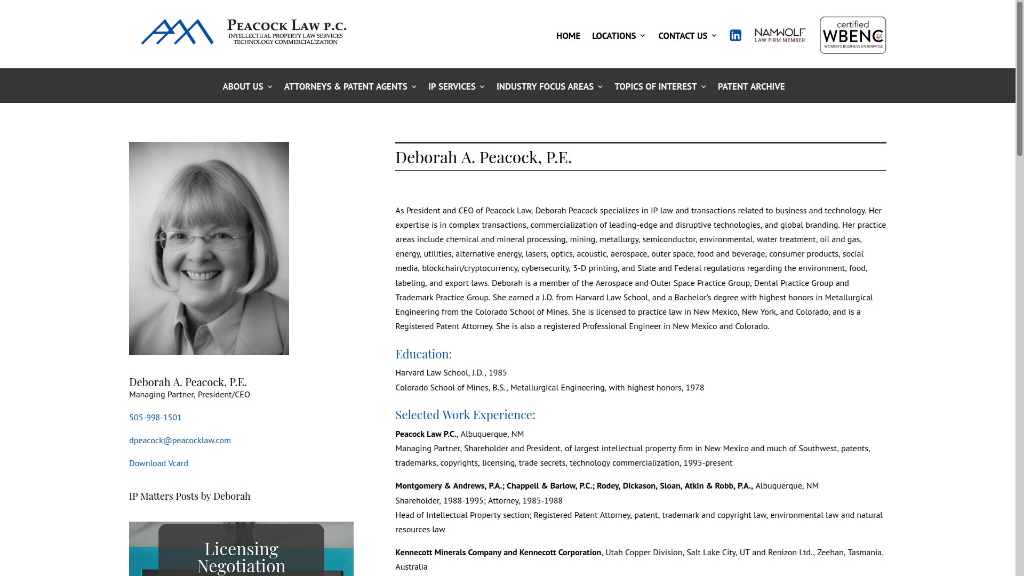 PEACOCK LAW P.C.
INTELLECTUAL PROPERTY LAW SERVICES
TECHNOLOGY COMMERCIALIZATION
HOME LOCATIONS CONTACT US in NAMWOLF
LAW FIRM MEMBER
certified
WBENC
WOMEN'S BUSINESS ENTERPRISE
ABOUT US ATTORNEYS & PATENT AGENTS IP SERVICES INDUSTRY FOCUS AREAS TOPICS OF INTEREST PATENT ARCHIVE
Deborah A. Peacock, P.E.
Managing Partner, President/CEO
505-998-1501
dpeacock@peacocklaw.com
Download Vcard
IP Matters Posts by Deborah
Licensing
Negotiation
Deborah A. Peacock, P.E.
As President and CEO of Peacock Law, Deborah Peacock specializes in IP law and transactions related to business and technology. Her
expertise is in complex transactions, commercialization of leading-edge and disruptive technologies, and global branding. Her practice
areas include chemical and mineral processing, mining, metallurgy, semiconductor, environmental, water treatment, oil and gas,
energy, utilities, alternative energy, lasers, optics, acoustic, aerospace, outer space, food and beverage, consumer products, social
media, blockchain/cryptocurrency, cybersecurity, 3-D printing, and State and Federal regulations regarding the environment, food,
labeling, and export laws. Deborah is a member of the Aerospace and Outer Space Practice Group, Dental Practice Group and
Trademark Practice Group. She earned a J.D. from Harvard Law School, and a Bachelor's degree with highest honors in Metallurgical
Engineering from the Colorado School of Mines. She is licensed to practice law in New Mexico, New York, and Colorado, and is a
Registered Patent Attorney. She is also a registered Professional Engineer in New Mexico and Colorado.
Education:
Harvard Law School, J.D., 1985
Colorado School of Mines, B.S., Metallurgical Engineering, with highest honors, 1978
Selected Work Experience:
Peacock Law P.C., Albuquerque, NM
Managing Partner, Shareholder and President, of largest intellectual property firm in New Mexico and much of Southwest, patents,
trademarks, copyrights, licensing, trade secrets, technology commercialization, 1995-present
Montgomery & Andrews, P.A.; Chappell & Barlow, P.C.; Rodey, Dickason, Sloan, Atkin & Robb, P.A., Albuquerque, NM
Shareholder, 1988-1995; Attorney, 1985-1988
Head of Intellectual Property section; Registered Patent Attorney, patent, trademark and copyright law, environmental law and natural
resources law
Kennecott Minerals Company and Kennecott Corporation, Utah Copper Division, Salt Lake City, UT and Renizon Ltd., Zeehan, Tasmania,
Australia